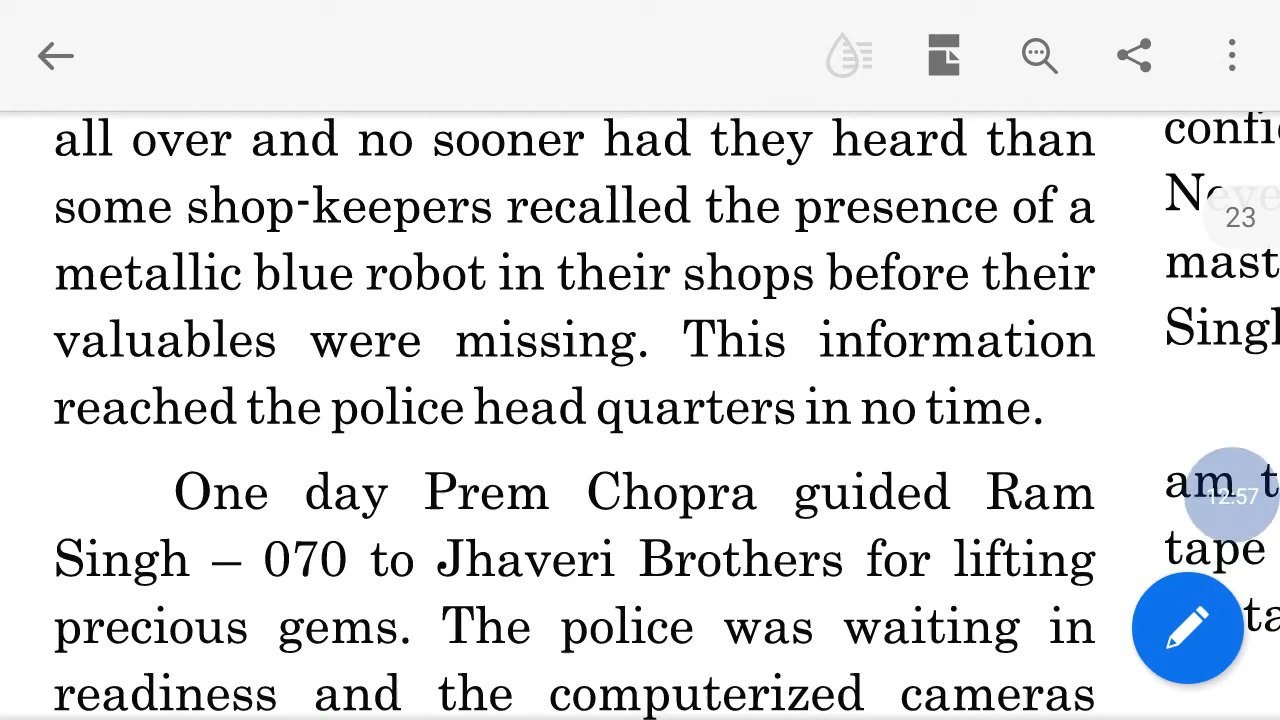 all over and no sooner had they heard than
some shop-keepers recalled the presence of a
metallic blue robot in their shops before their
valuables were missing. This information
reached the police head quarters in no time.
One day Prem Chopra guided Ram
Singh – 070 to Jhaveri Brothers for lifting
precious gems. The police was waiting in
readiness and the computerized cameras
23
am
12:57
tape